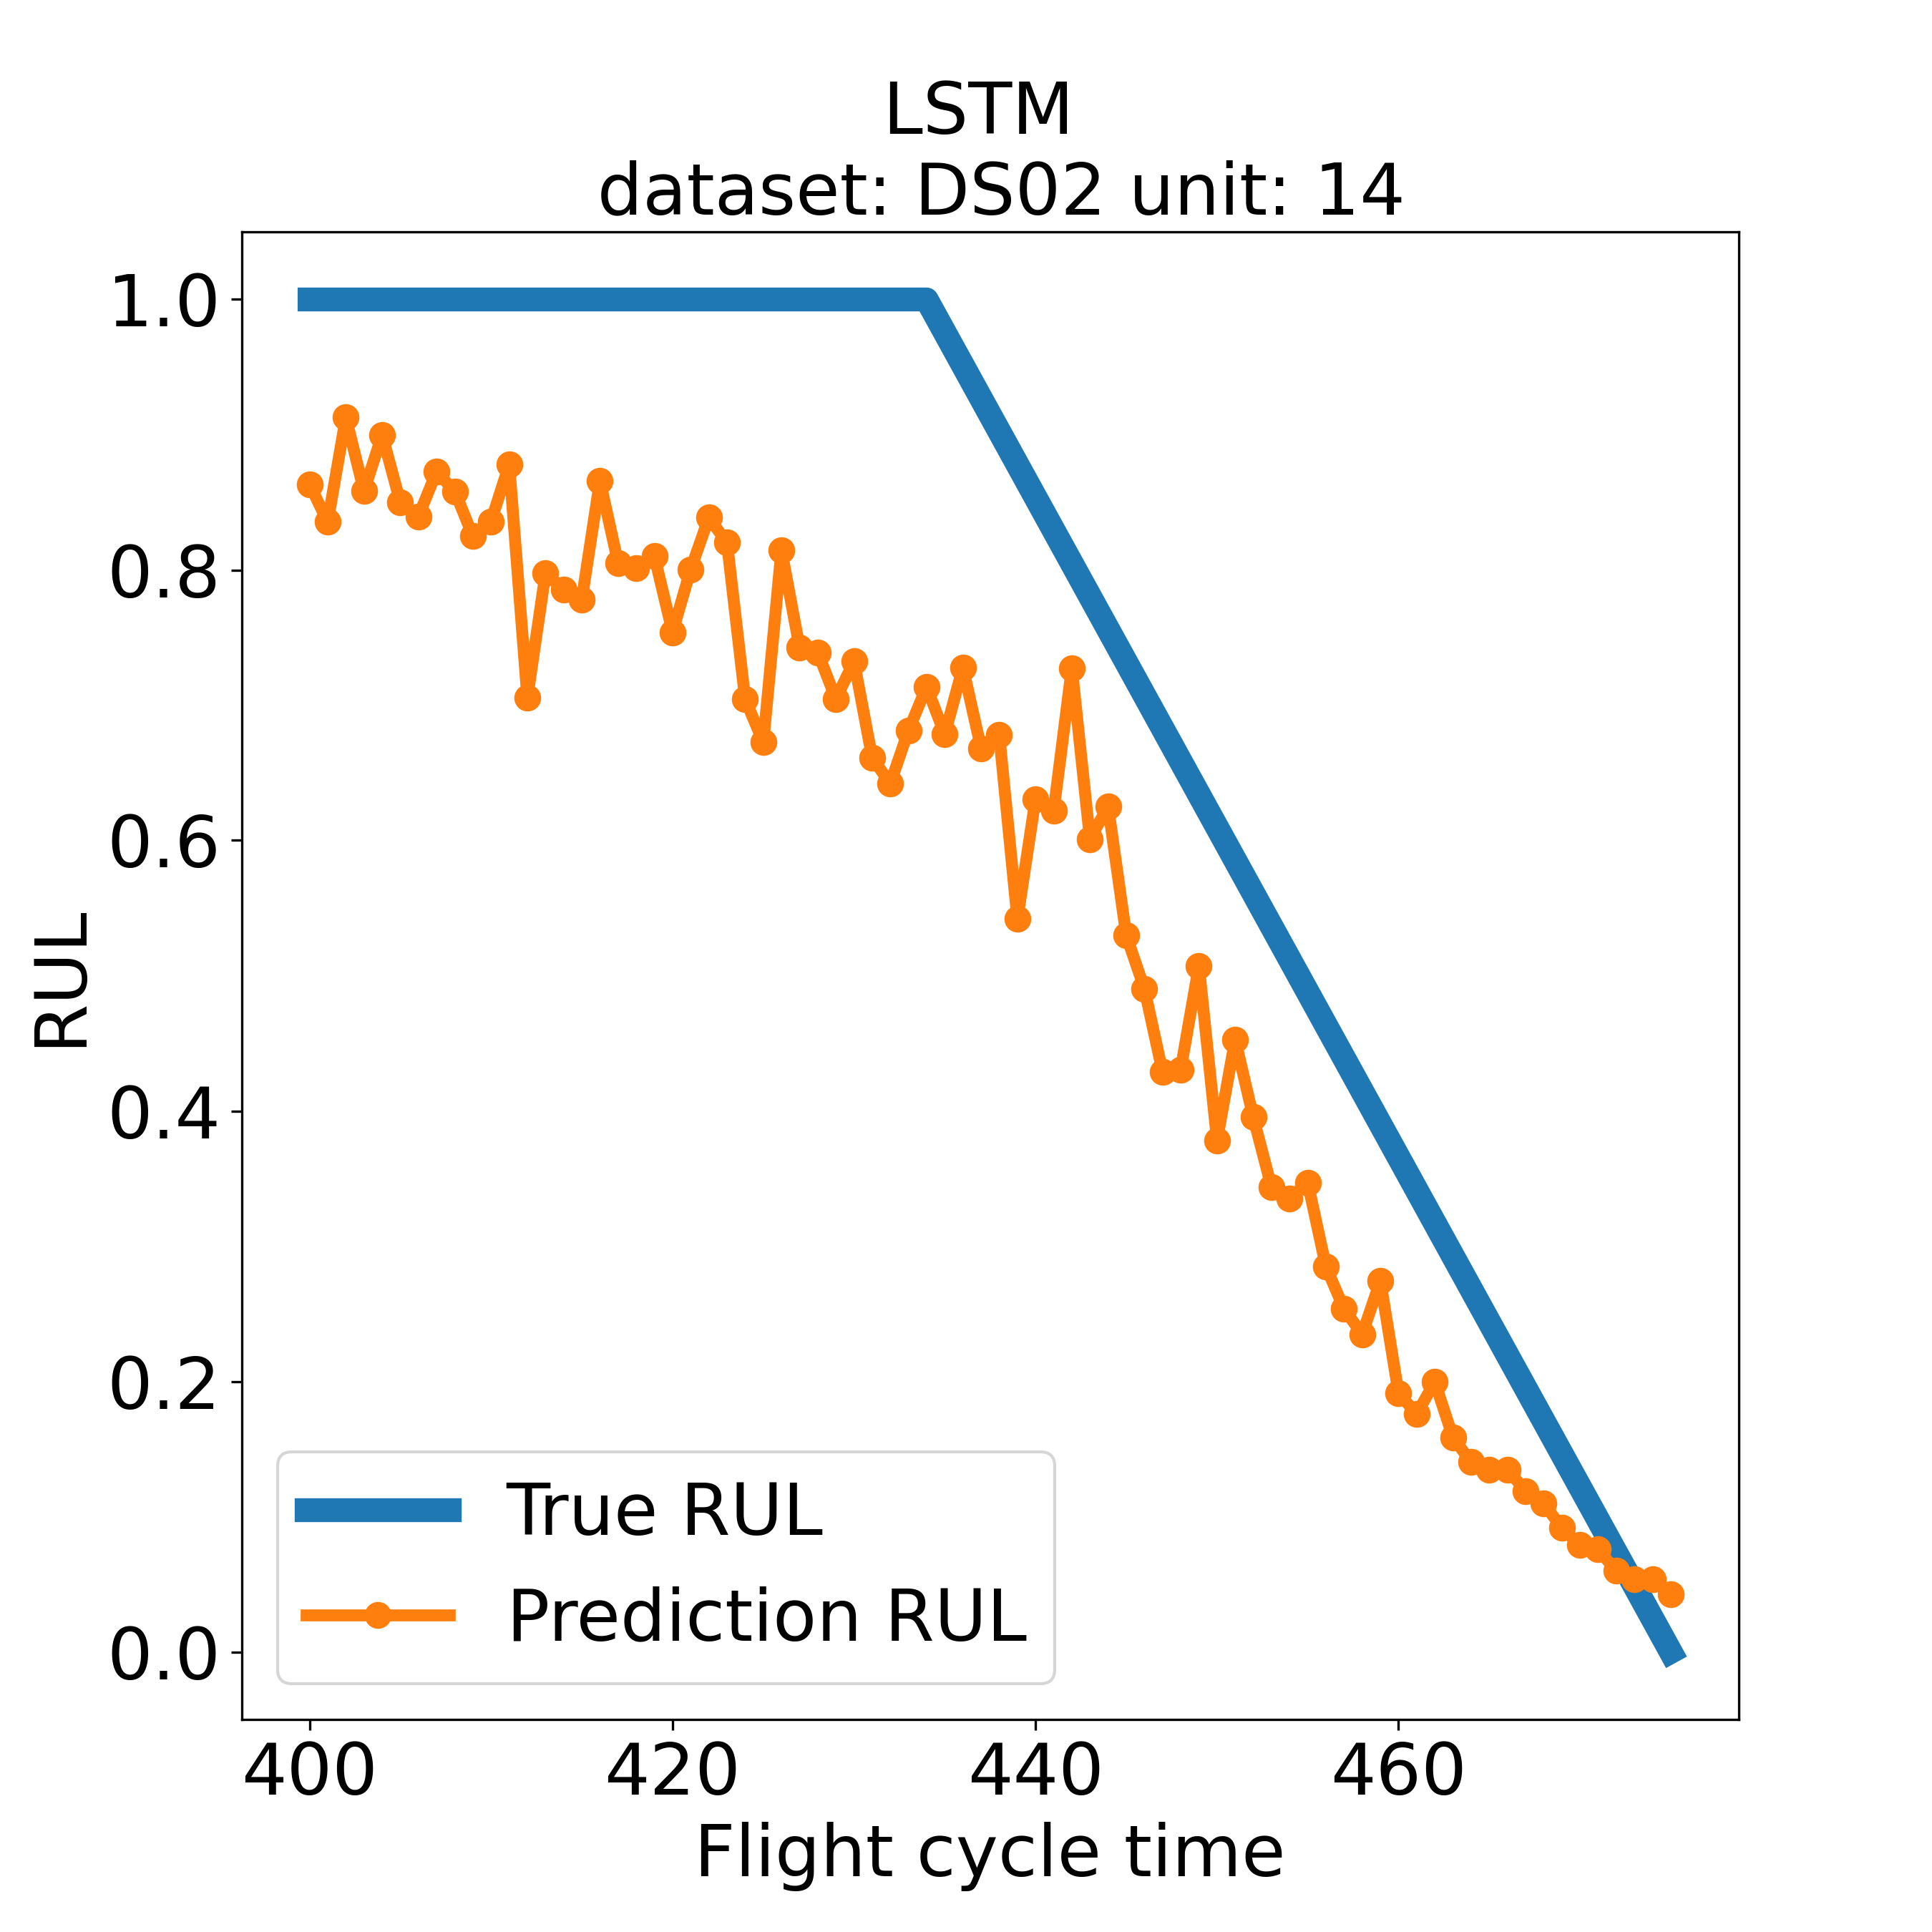 LSTM
dataset: DS02 unit: 14
1.0
0.8
0.6
0.4
0.2
0.0
RUL
True RUL
Prediction RUL
400 420 440 460
Flight cycle time